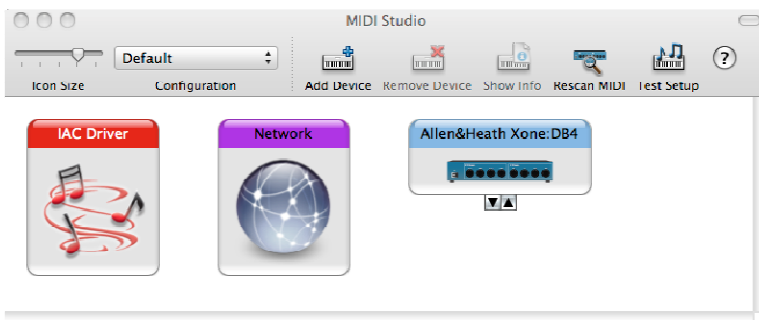 MIDI Studio
Default
?
Icon Size Configuration Add Device Remove Device Show Info Rescan MIDI Test Setup
IAC Driver Network Allen&Heath Xone:DB4